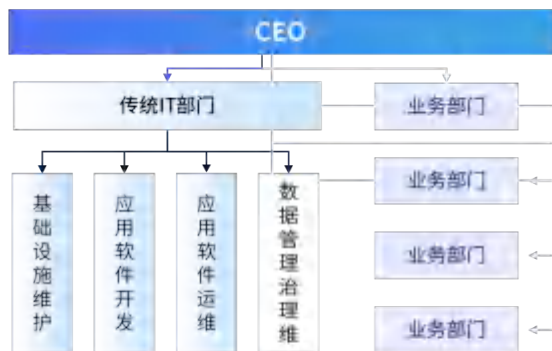 CEO
传统IT部门
业务部门
业务部门
业务部门
业务部门
基础设施维护
应用软件开发
应用软件运维
数据管理治理维